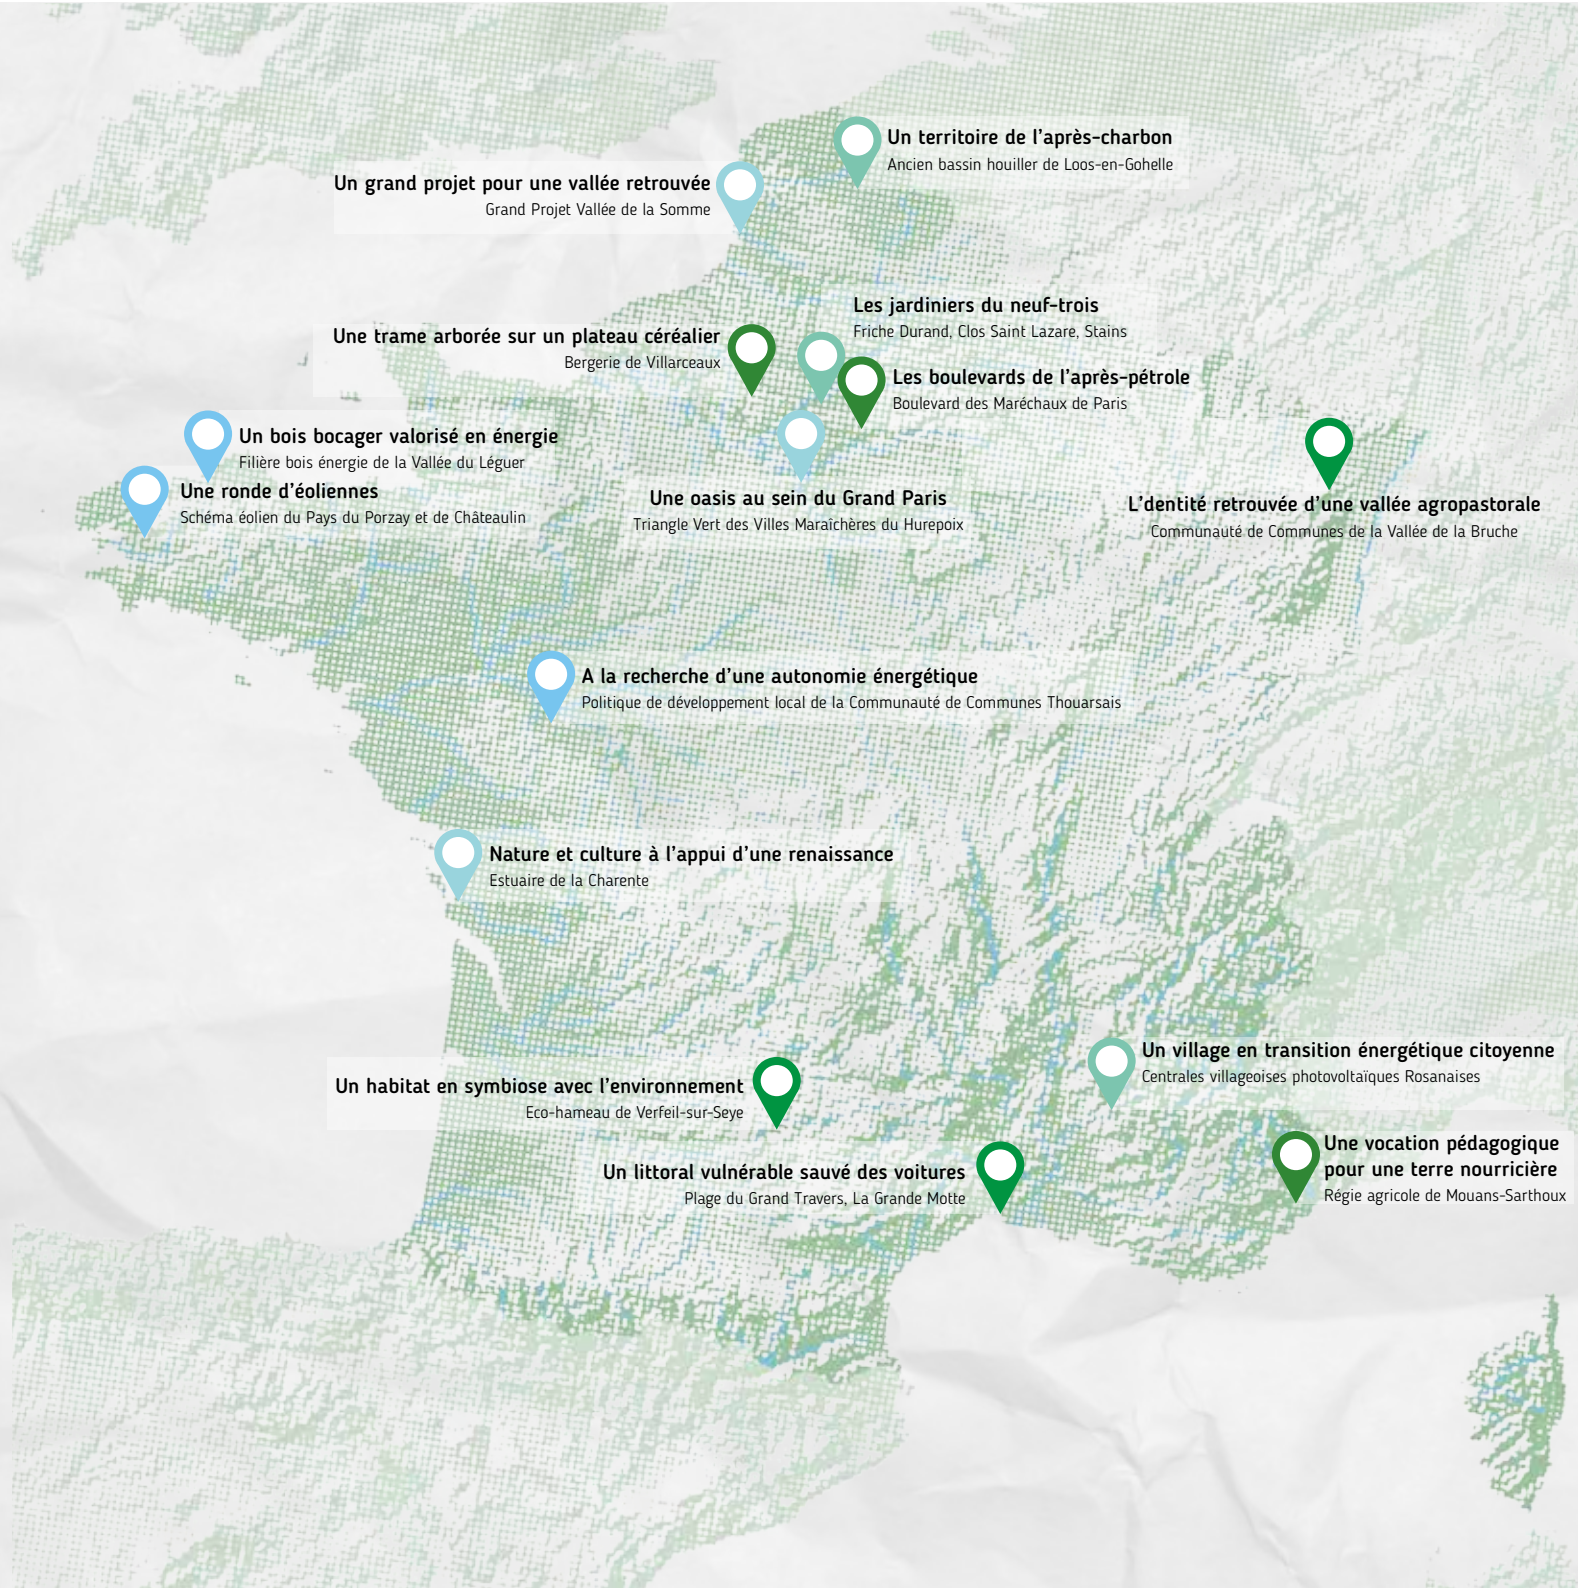 Un territoire de l'après-charbon
Ancien bassin houiller de Loos-en-Gohelle
Un grand projet pour une vallée retrouvée
Grand Projet Vallée de la Somme
Les jardiniers du neuf-trois
Friche Durand, Clos Saint Lazare, Stains
Une trame arborée sur un plateau céréalier
Bergerie de Villarceaux
Les boulevards de l'après-pétrole
Boulevard des Maréchaux de Paris
Un bois bocager valorisé en énergie
Filière bois énergie de la Vallée du Léguer
Une ronde d'éoliennes
Schéma éolien du Pays du Porzay et de Châteaulin
Une oasis au sein du Grand Paris
Triangle Vert des Villes Maraîchères du Hurepoix
L'dentité retrouvée d'une vallée agropastorale
Communauté de Communes de la Vallée de la Bruche
A la recherche d'une autonomie énergétique
Politique de développement local de la Communauté de Communes Thouarsais
Nature et culture à l'appui d'une renaissance
Estuaire de la Charente
Un village en transition énergétique citoyenne
Centrales villageoises photovoltaïques Rosanaises
Un habitat en symbiose avec l'environnement
Eco-hameau de Verfeil-sur-Seye
Une vocation pédagogique
pour une terre nourricière
Régie agricole de Mouans-Sarthoux
Un littoral vulnérable sauvé des voitures
Plage du Grand Travers, La Grande Motte